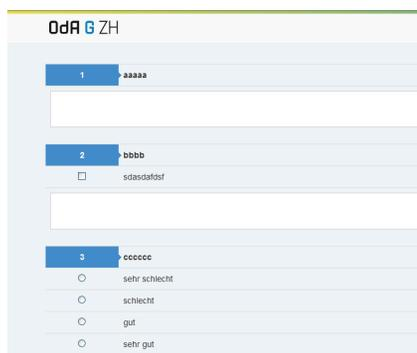 OdA G ZH
1 aaaaa
2 bbbb
sdasdafdsf
3 cccccc
sehr schlecht
schlecht
gut
sehr gut